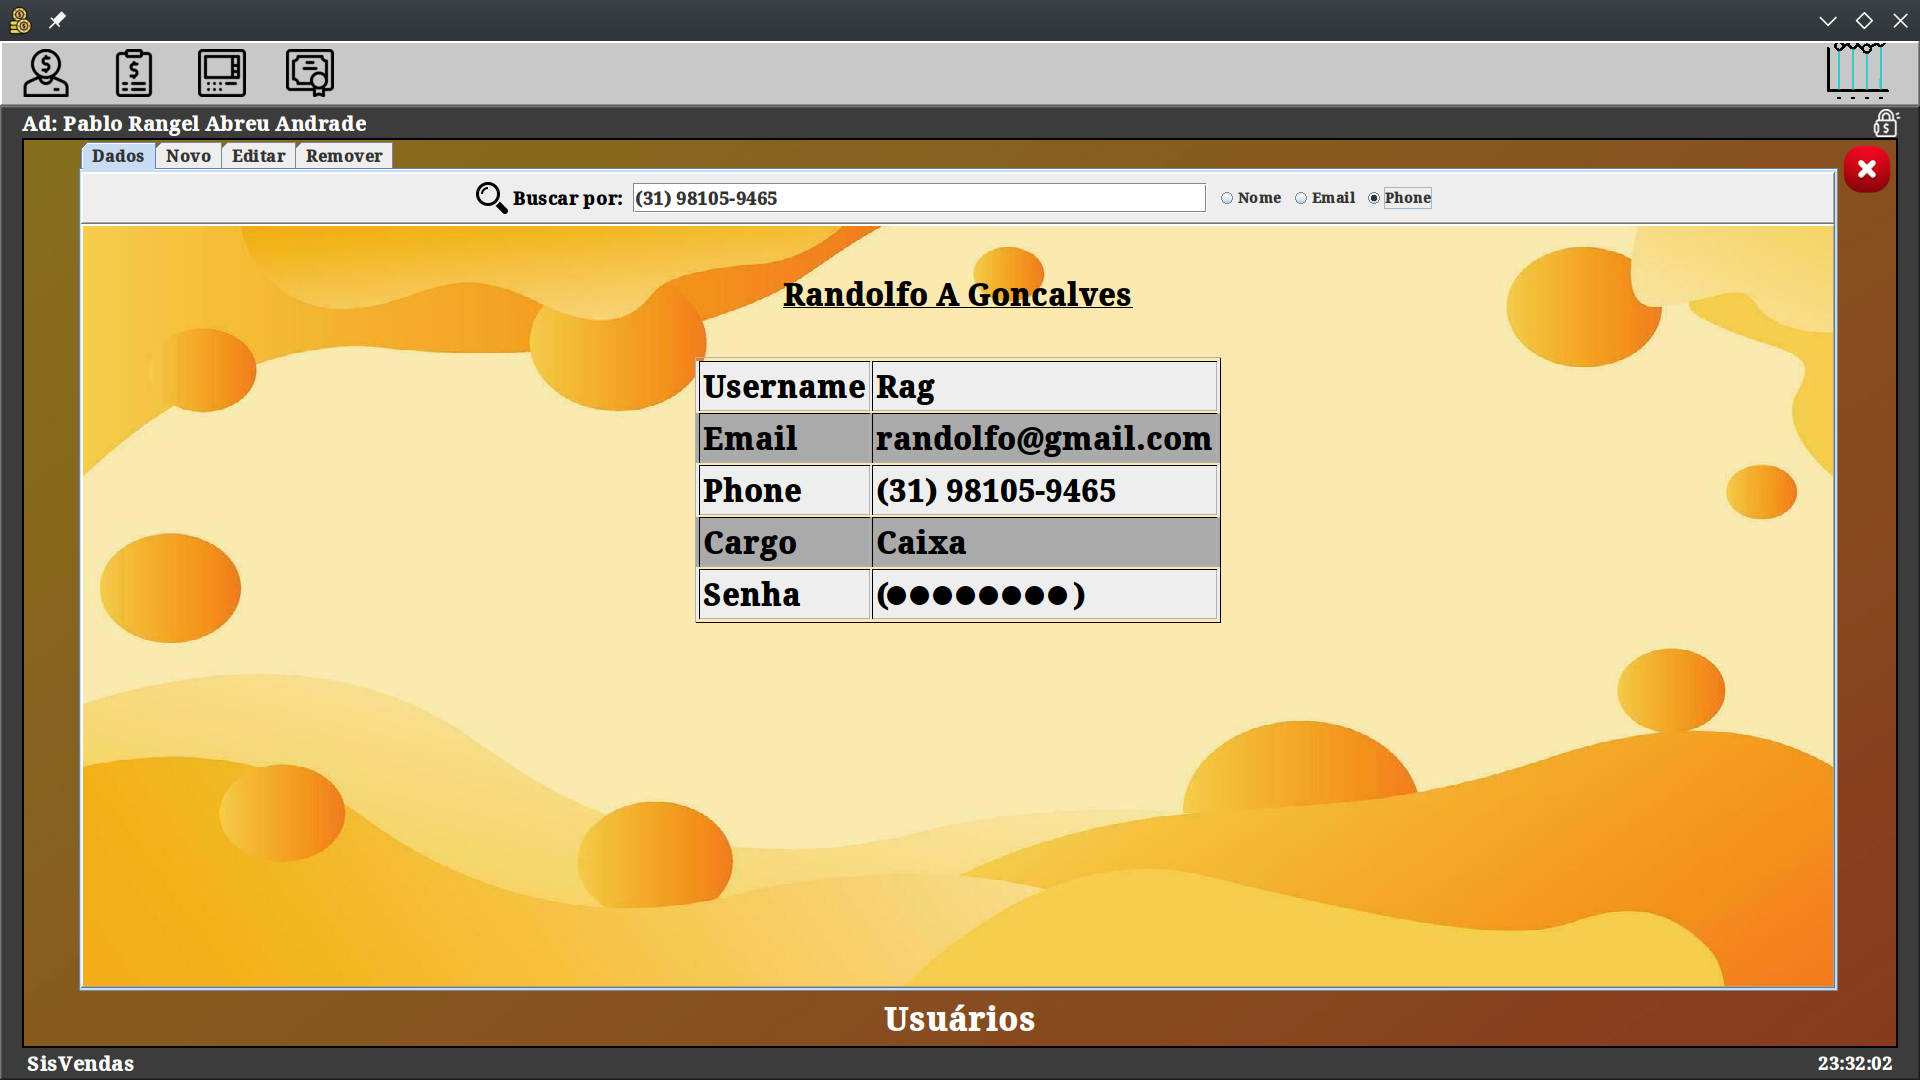 Ad: Pablo Rangel Abreu Andrade
Dados Novo Editar Remover
Buscar por: (31) 98105-9465 Nome Email Phone
Randolfo A Goncalves
Username Rag
Email randolfo@gmail.com
Phone (31) 98105-9465
Cargo Caixa
Senha (●●●●●●●●)
Usuários
SisVendas 23:32:02